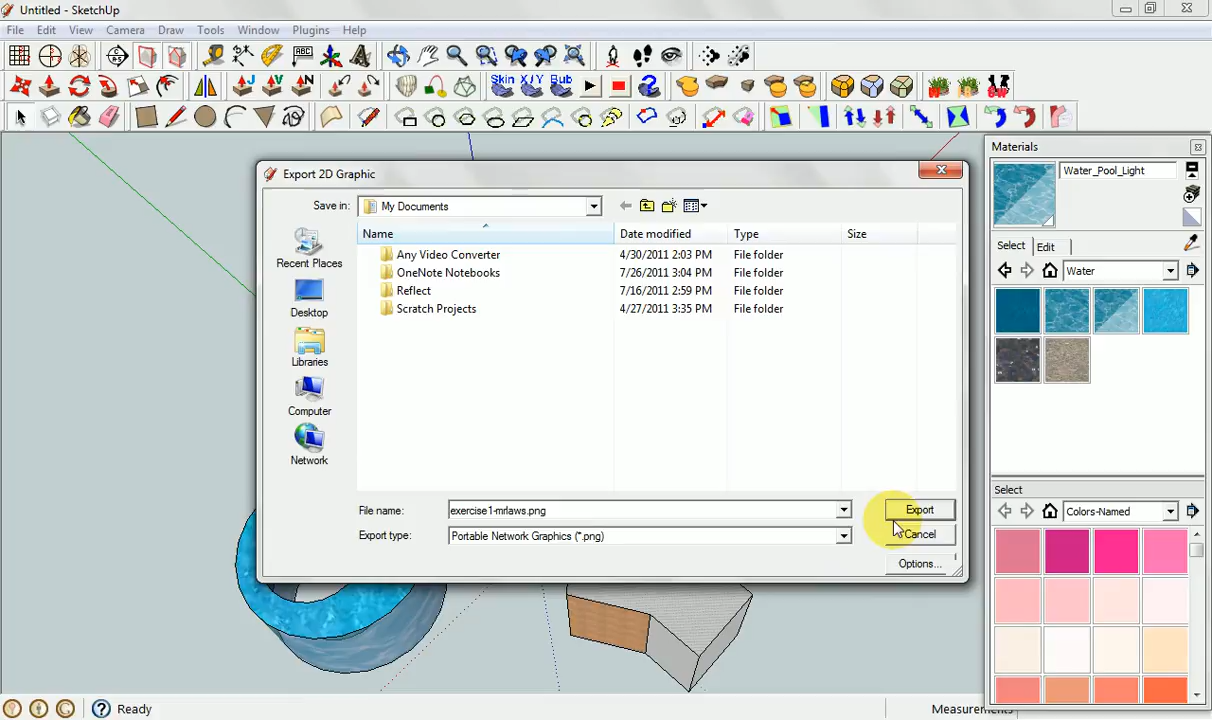 Untitled - SketchUp
File Edit View Camera Draw Tools Window Plugins Help
ABC
J V N Skin X/Y Bub
Materials
Export 2D Graphic
Water_Pool_Light
Save in: My Documents
Name Date modified Type Size
Select Edit
Any Video Converter 4/30/2011 2:03 PM File folder
OneNote Notebooks 7/26/2011 3:04 PM File folder
Reflect 7/16/2011 2:59 PM File folder
Scratch Projects 4/27/2011 3:35 PM File folder
Recent Places
Desktop
Libraries
Computer
Network
Water
Select
Colors-Named
File name: exercise1-mrlaws.png Export
Export type: Portable Network Graphics (*.png) Cancel
Options...
Ready
Measurements